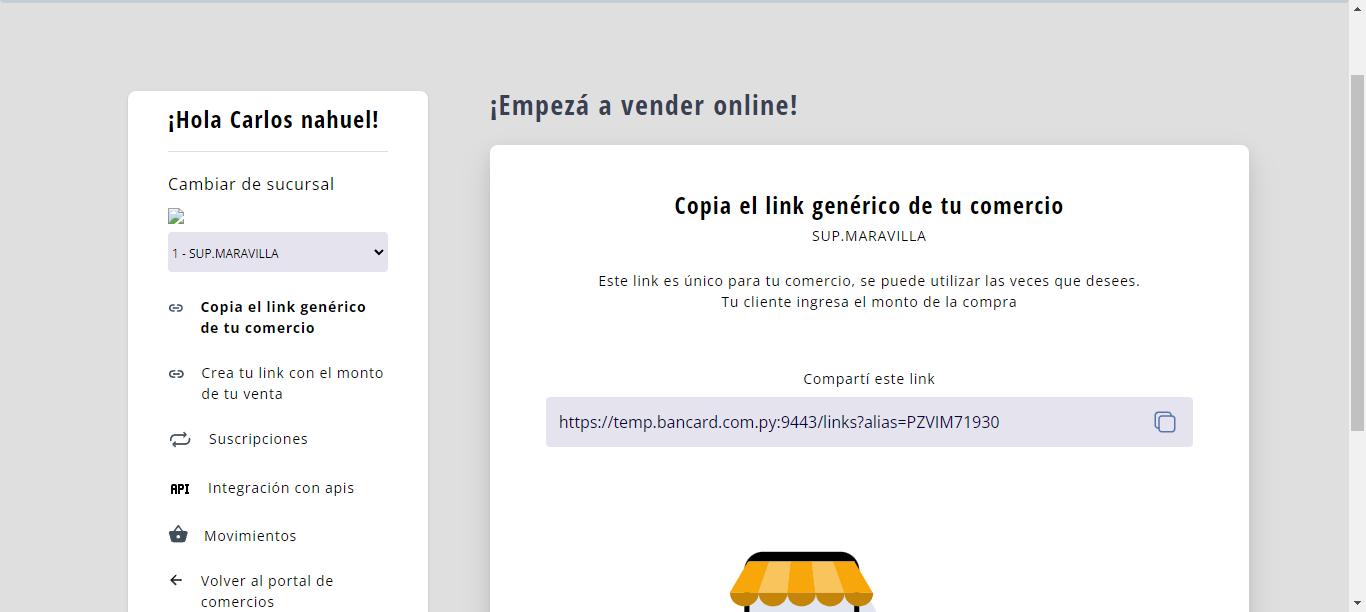 ¡Hola Carlos nahuel!
Cambiar de sucursal
1 - SUP.MARAVILLA
Copia el link genérico
de tu comercio
Crea tu link con el monto
de tu venta
Suscripciones
API Integración con apis
Movimientos
Volver al portal de
comercios
¡Empezá a vender online!
Copia el link genérico de tu comercio
SUP.MARAVILLA
Este link es único para tu comercio, se puede utilizar las veces que desees.
Tu cliente ingresa el monto de la compra
Compartí este link
https://temp.bancard.com.py:9443/links?alias=PZVIM71930